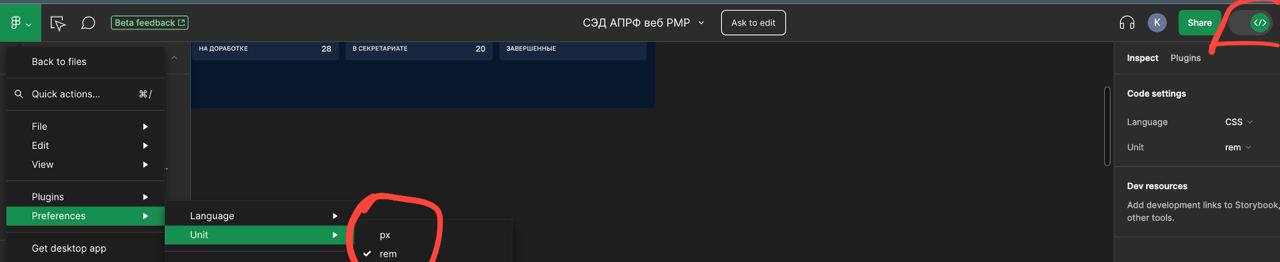 Beta feedback
СЭД АПРФ веб PMP
Ask to edit
K
Share
Back to files
НА ДОРАБОТКЕ 28
В СЕКРЕТАРИАТЕ 20
ЗАВЕРШЕННЫЕ
Inspect Plugins
Quick actions... ⌘/
Code settings
File
Language CSS
Edit
Unit rem
View
Dev resources
Plugins
Add development links to Storybook,
other tools.
Preferences
Language
Unit
px
rem
Get desktop app